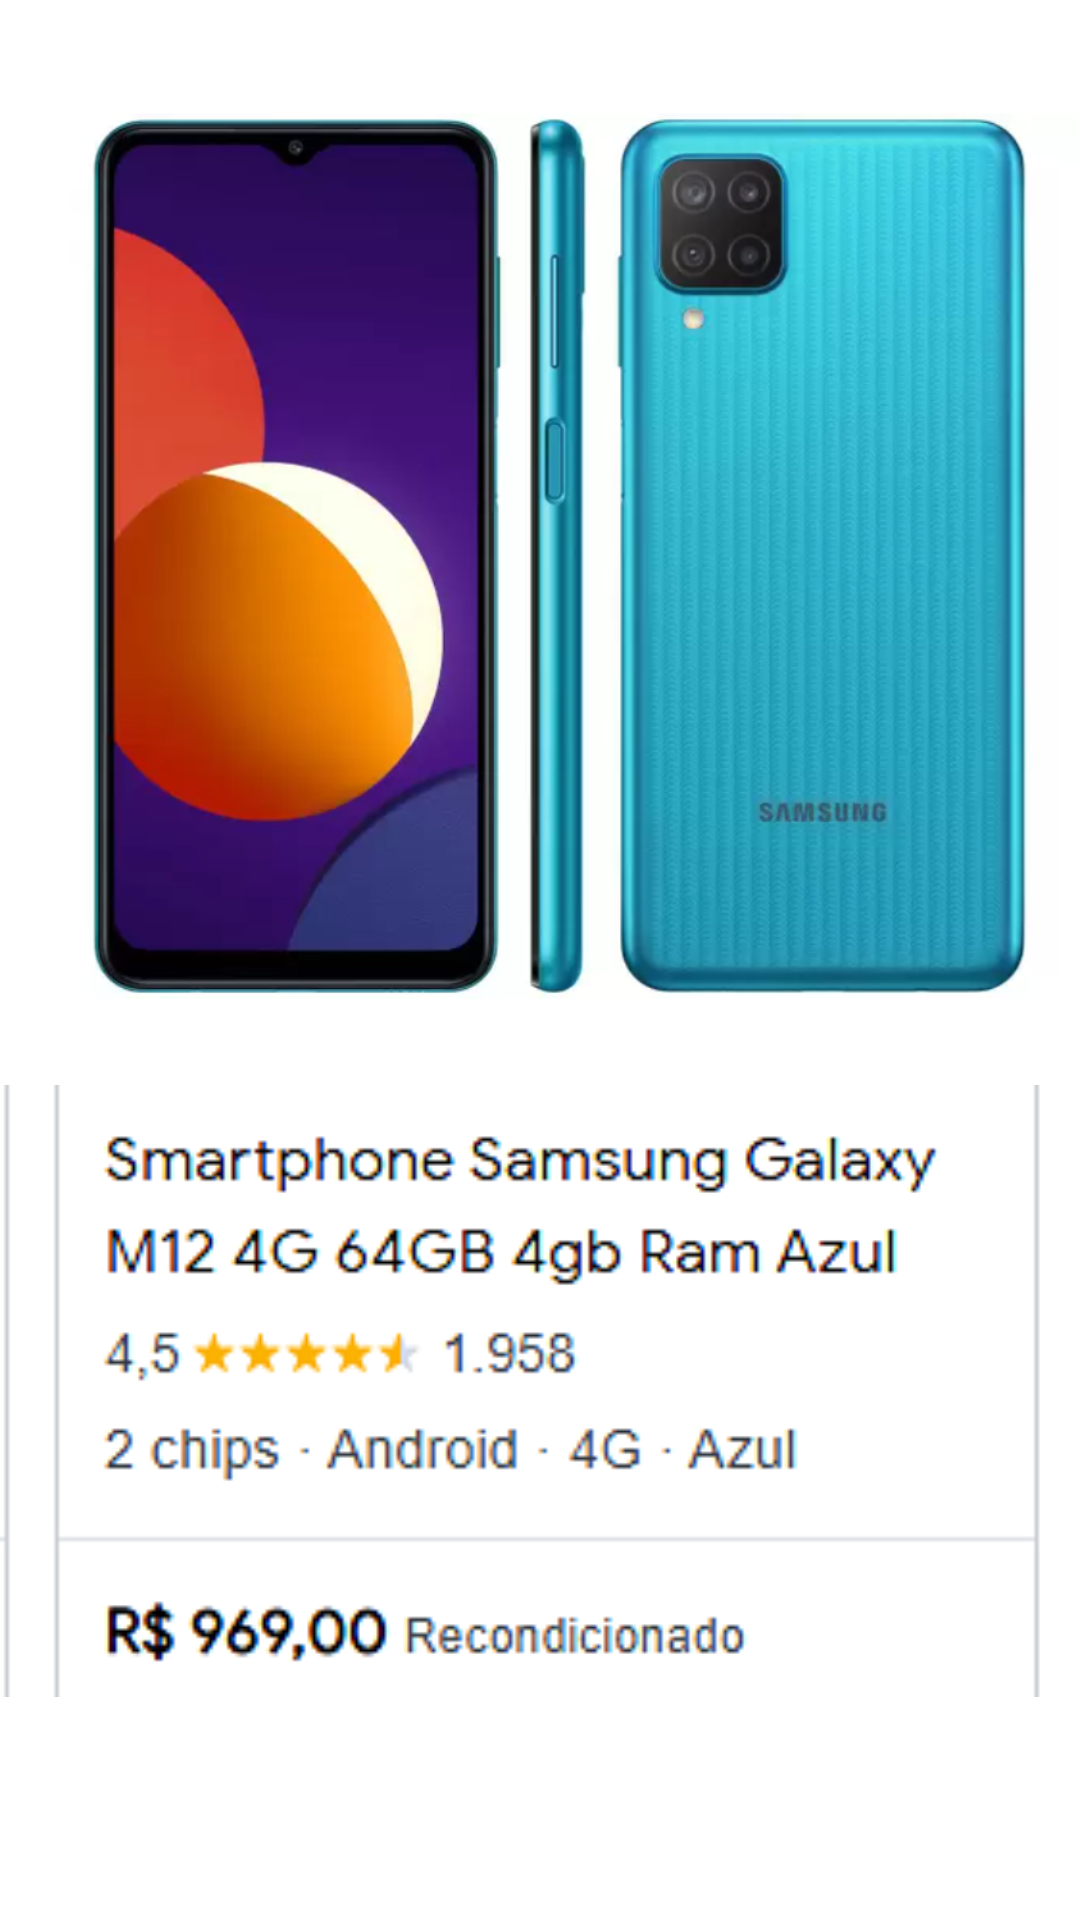 SAMSUNG
Smartphone Samsung Galaxy
M12 4G 64GB 4gb Ram Azul
4,5 ★★★★★ 1.958
2 chips · Android · 4G · Azul
R$ 969,00 Recondicionado